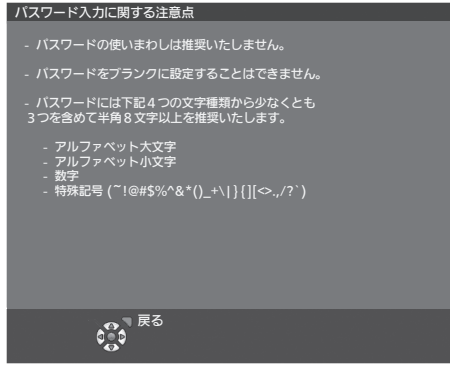 パスワード入力に関する注意点
- パスワードの使いまわしは推奨いたしません。
- パスワードをブランクに設定することはできません。
- パスワードには下記4つの文字種類から少なくとも
3つを含めて半角8文字以上を推奨いたします。
- アルファベット大文字
- アルファベット小文字
- 数字
- 特殊記号 (~!@#$%^&*()_+\|}{][<>.,/?`)
戻る